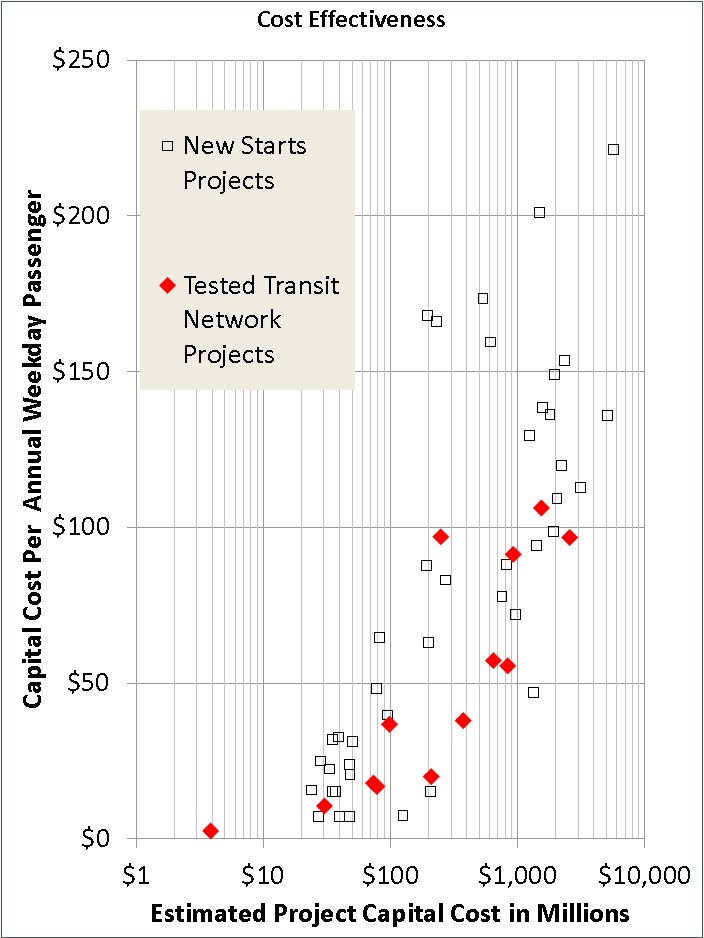 Cost Effectiveness
$250
$200
$150
$100
$50
$0
New Starts
Projects
Tested Transit
Network
Projects
Capital Cost Per Annual Weekday Passenger
$1 $10 $100 $1,000 $10,000
Estimated Project Capital Cost in Millions